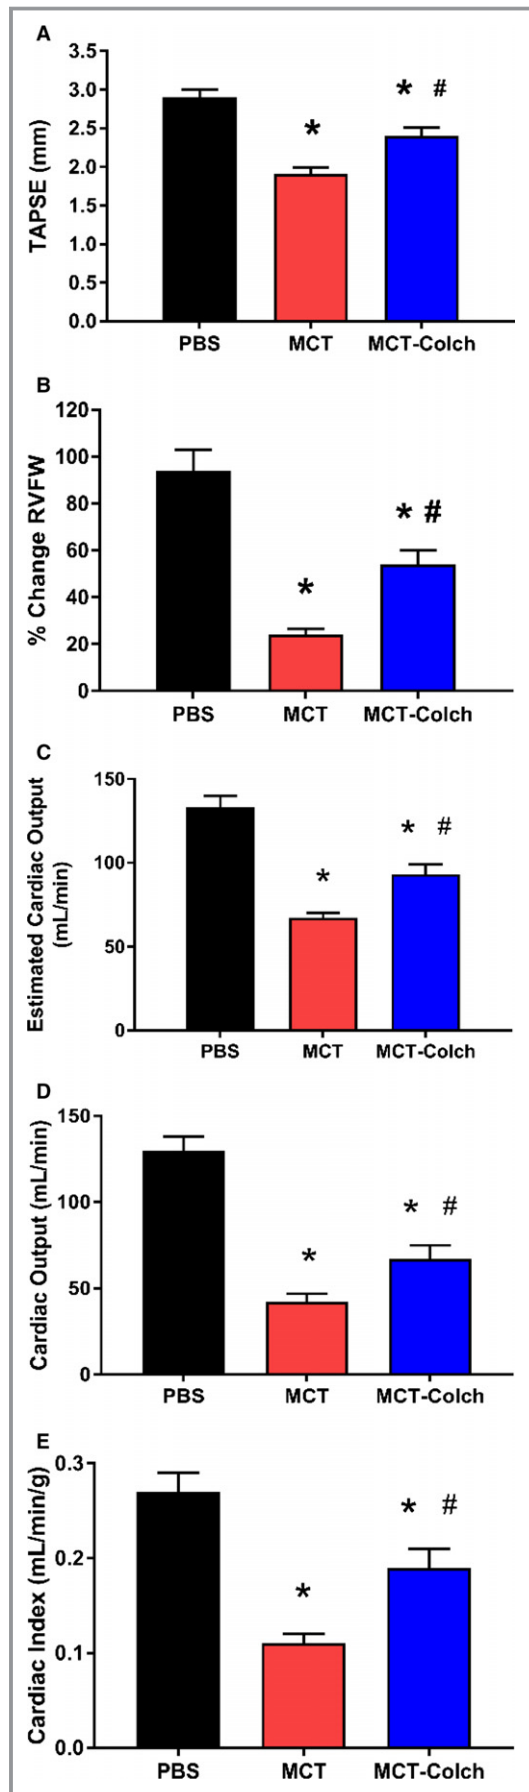 A
TAPSE (mm)
3.5
3.0
2.5
2.0
1.5
1.0
0.5
0.0
*
* #
PBS MCT MCT-Colch
B
% Change RVFW
120
100
80
60
40
20
0
*
* #
PBS MCT MCT-Colch
C
Estimated Cardiac Output
(mL/min)
150
100
50
0
*
* #
PBS MCT MCT-Colch
D
Cardiac Output (mL/min)
150
100
50
0
*
* #
PBS MCT MCT-Colch
E
Cardiac Index (mL/min/g)
0.3
0.2
0.1
0.0
*
* #
PBS MCT MCT-Colch